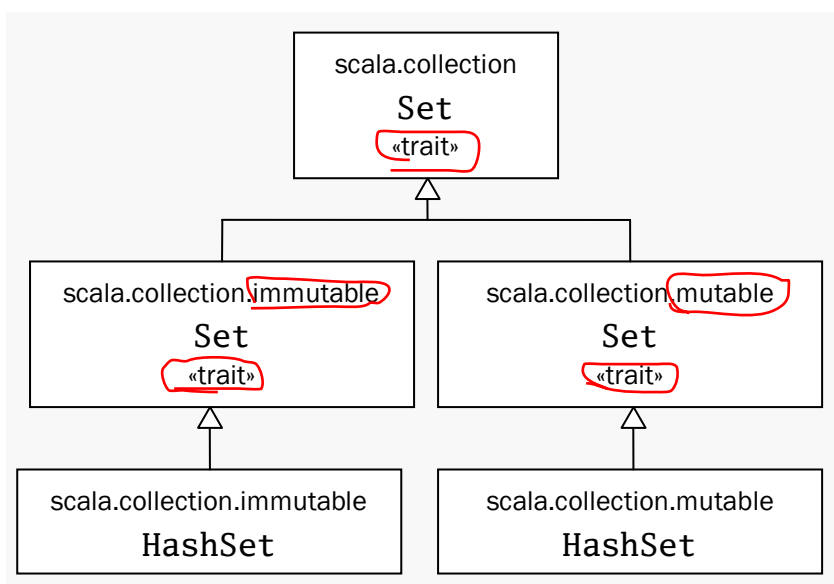 scala.collection
Set
«trait»
scala.collection.immutable
Set
«trait»
scala.collection.mutable
Set
«trait»
scala.collection.immutable
HashSet
scala.collection.mutable
HashSet